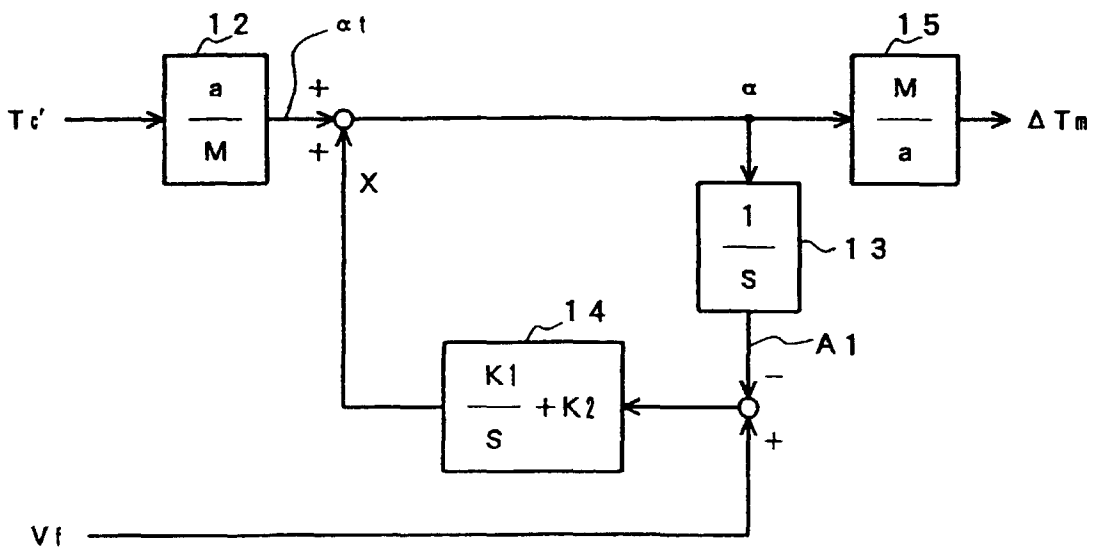 12
αt
15
Tc'
a
M
+
+
X
α
M
a
ΔTm
1
S
13
14
A1
K1
S
+K2
−
+
Vf